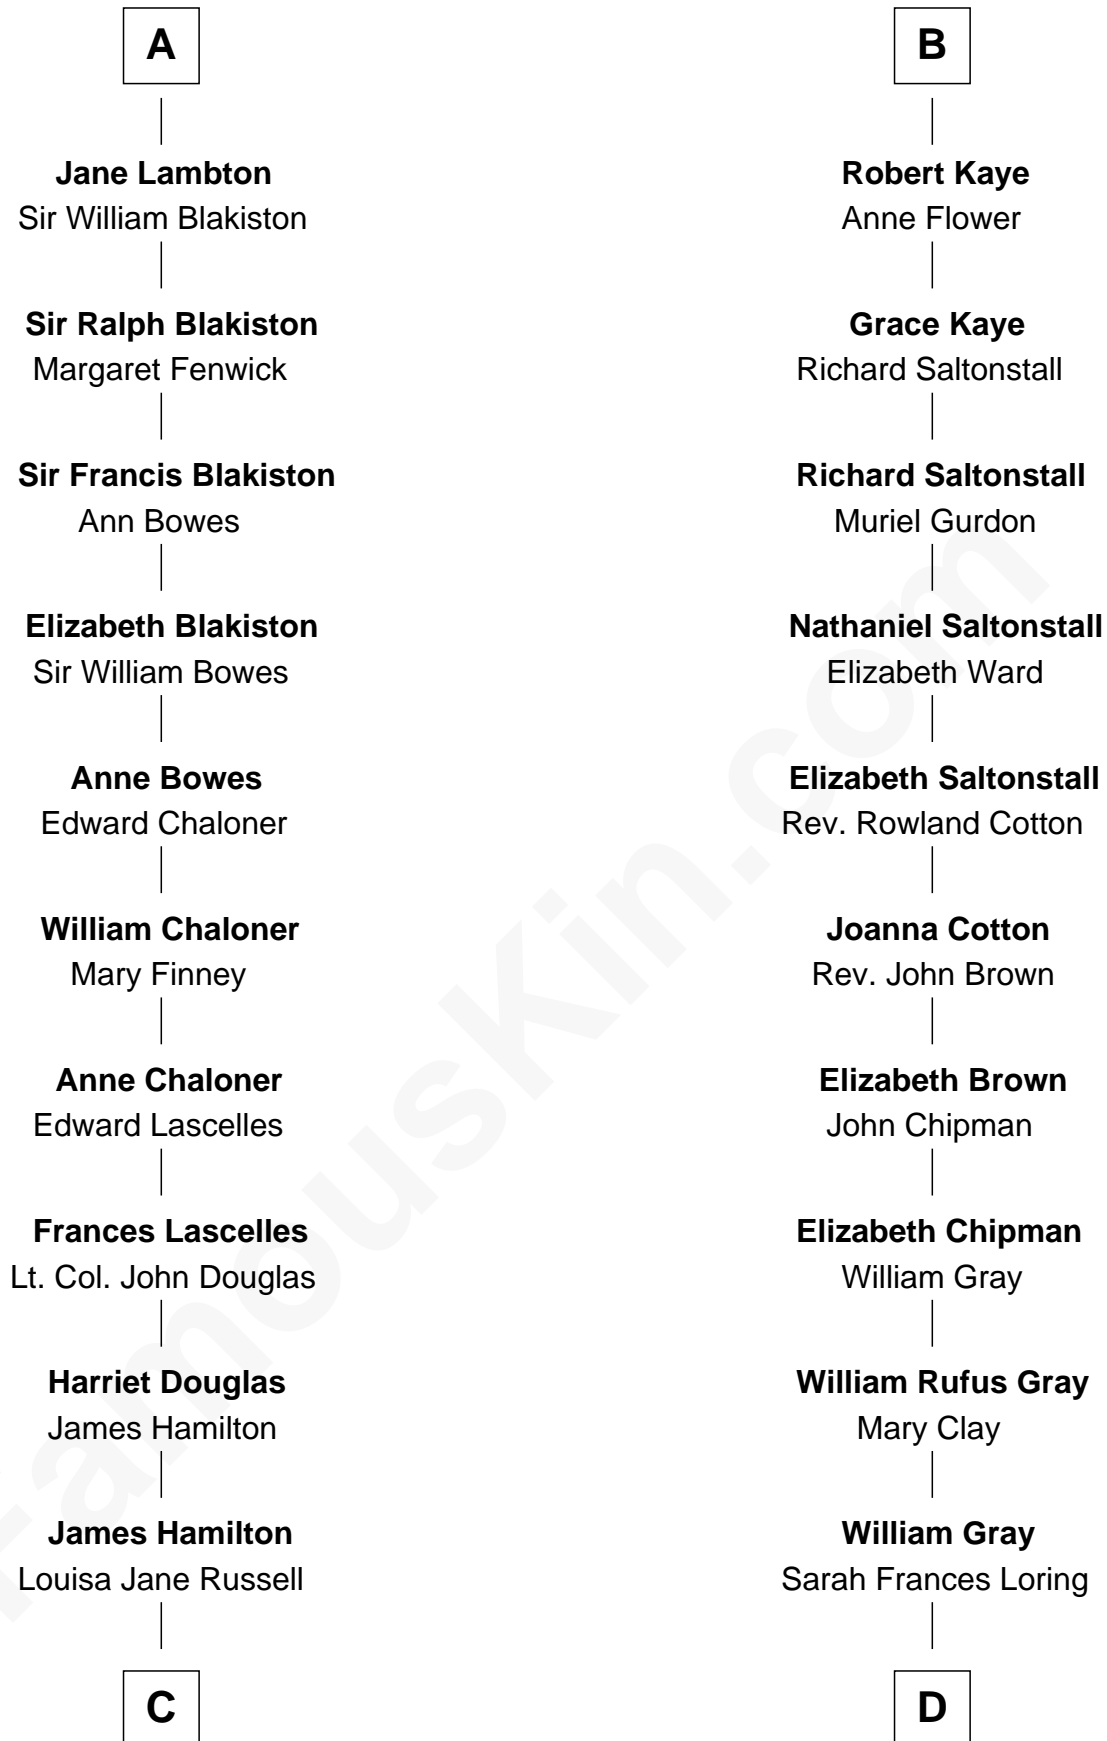 A
Jane Lambton
Sir William Blakiston
Sir Ralph Blakiston
Margaret Fenwick
Sir Francis Blakiston
Ann Bowes
Elizabeth Blakiston
Sir William Bowes
Anne Bowes
Edward Chaloner
William Chaloner
Mary Finney
Anne Chaloner
Edward Lascelles
Frances Lascelles
Lt. Col. John Douglas
Harriet Douglas
James Hamilton
James Hamilton
Louisa Jane Russell
C
B
Robert Kaye
Anne Flower
Grace Kaye
Richard Saltonstall
Richard Saltonstall
Muriel Gurdon
Nathaniel Saltonstall
Elizabeth Ward
Elizabeth Saltonstall
Rev. Rowland Cotton
Joanna Cotton
Rev. John Brown
Elizabeth Brown
John Chipman
Elizabeth Chipman
William Gray
William Rufus Gray
Mary Clay
William Gray
Sarah Frances Loring
D
FamousKin.com